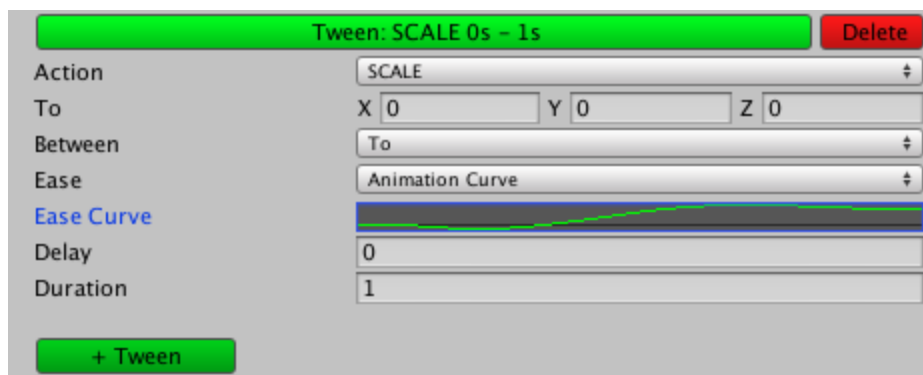 Tween: SCALE 0s - 1s Delete
Action SCALE
To X 0 Y 0 Z 0
Between To
Ease Animation Curve
Ease Curve
Delay 0
Duration 1
+ Tween